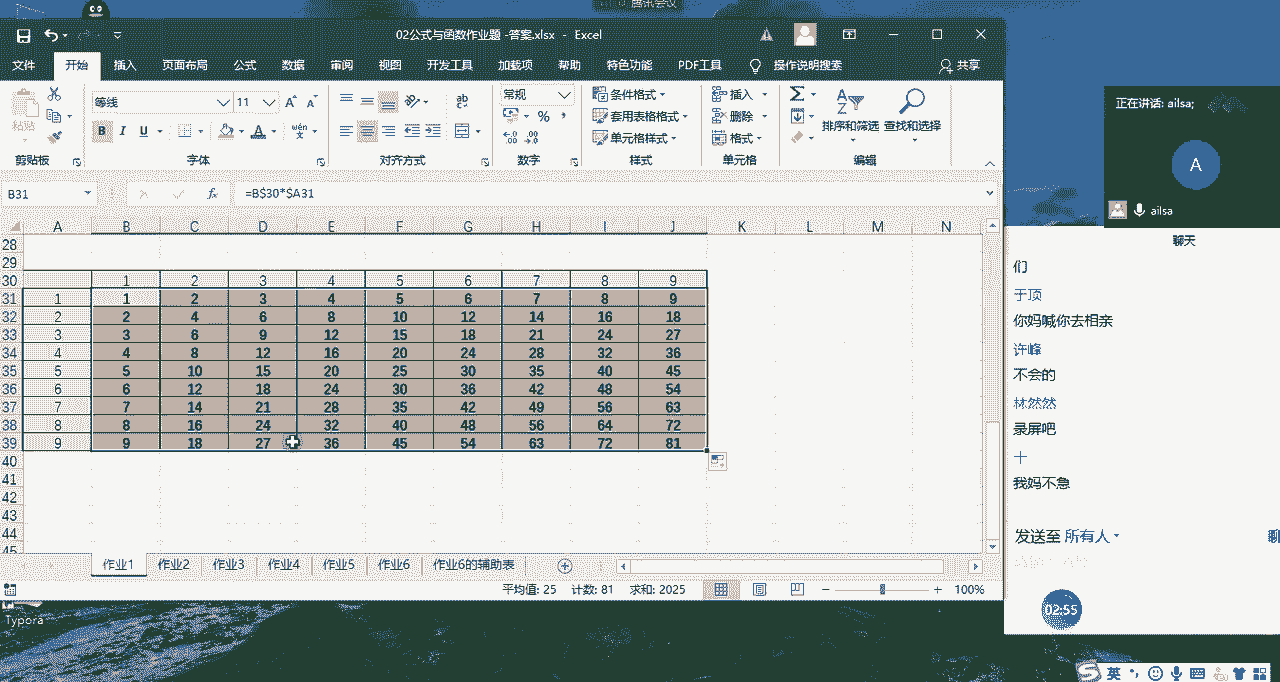 腾讯会议
02公式与函数作业题 -答案.xlsx - Excel
文件 开始 插入 页面布局 公式 数据 审阅 视图 开发工具 加载项 帮助 特色功能 PDF工具 操作说明搜索 共享
粘贴
等线 11
B I U
wén
常规
条件格式
套用表格格式
单元格样式
插入
删除
格式
排序和筛选 查找和选择
剪贴板 字体 对齐方式 数字 样式 单元格 编辑
B31 fx =B$30*$A31
A B C D E F G H I J K L M N
28
29
30 1 2 3 4 5 6 7 8 9
31 1 1 2 3 4 5 6 7 8 9
32 2 2 4 6 8 10 12 14 16 18
33 3 3 6 9 12 15 18 21 24 27
34 4 4 8 12 16 20 24 28 32 36
35 5 5 10 15 20 25 30 35 40 45
36 6 6 12 18 24 30 36 42 48 54
37 7 7 14 21 28 35 42 49 56 63
38 8 8 16 24 32 40 48 56 64 72
39 9 9 18 27 36 45 54 63 72 81
40
41
42
43
44
45
作业1 作业2 作业3 作业4 作业5 作业6 作业6的辅助表
平均值: 25 计数: 81 求和: 2025 100%
Typora
正在讲话: ailsa;
A
ailsa
聊天
们
于顶
你妈喊你去相亲
许峰
不会的
林然然
录屏吧
十
我妈不急
发送至 所有人
02:55
英